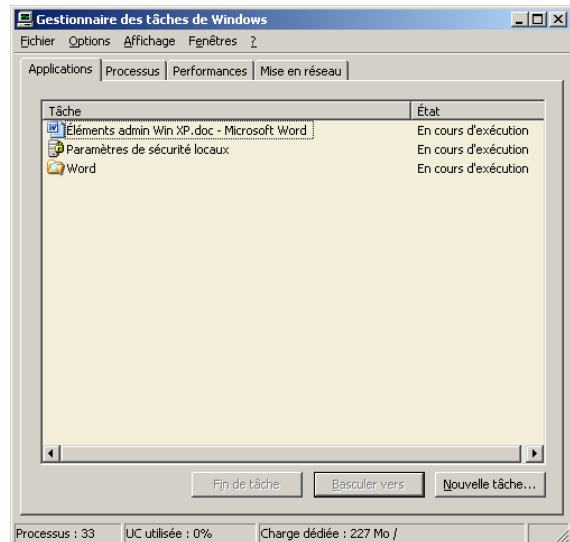 Gestionnaire des tâches de Windows
Fichier Options Affichage Fenêtres ?
Applications Processus Performances Mise en réseau
Tâche État
Éléments admin Win XP.doc - Microsoft Word En cours d'exécution
Paramètres de sécurité locaux En cours d'exécution
Word En cours d'exécution
Fin de tâche Basculer vers Nouvelle tâche...
Processus : 33 UC utilisée : 0% Charge dédiée : 227 Mo /